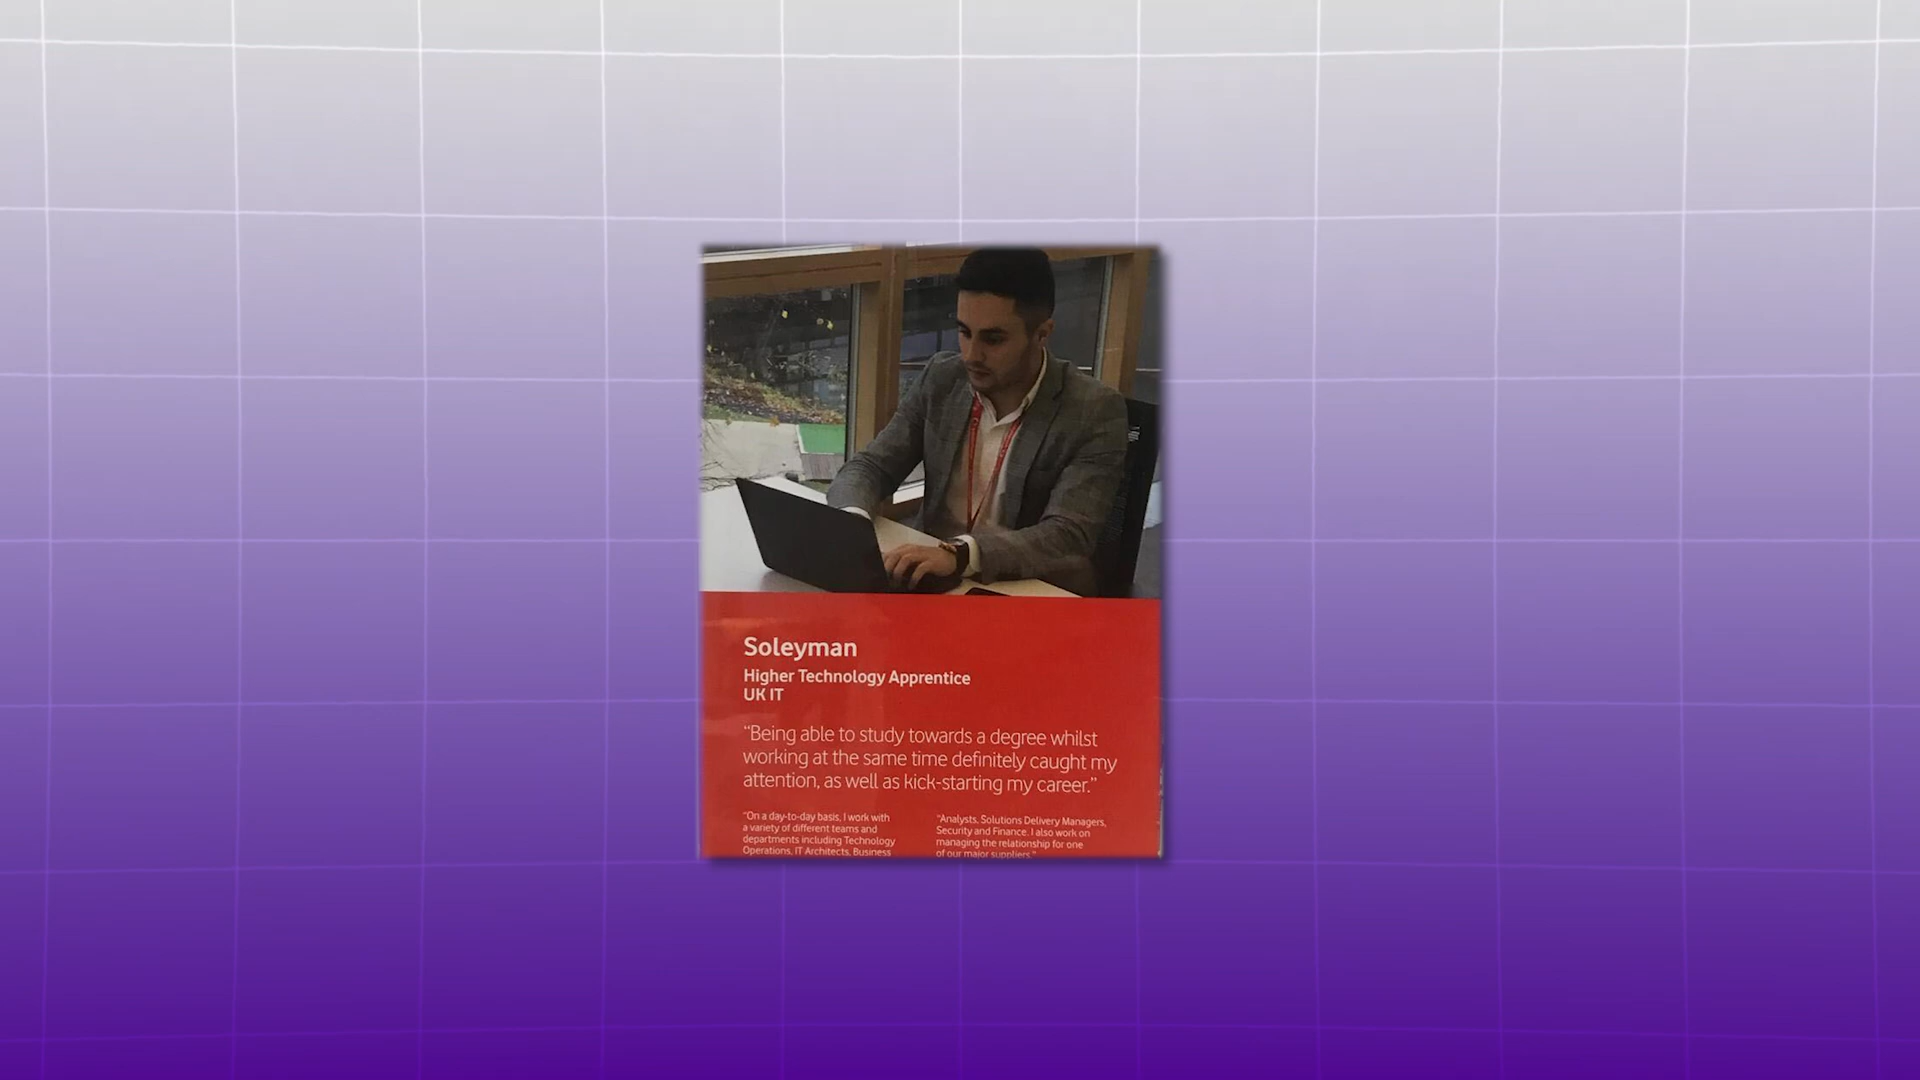 Soleyman
Higher Technology Apprentice
UK IT
“Being able to study towards a degree whilst
working at the same time definitely caught my
attention, as well as kick-starting my career.”
“On a day-to-day basis, I work with
a variety of different teams and
departments including Technology
Operations, IT Architects, Business
“Analysts, Solutions Delivery Managers,
Security and Finance. I also work on
managing the relationship for one
of our major suppliers.”